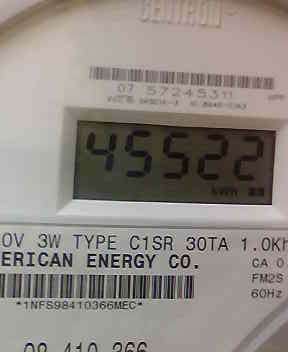 CENTRON
07 57245311
45522
kWh
0V 3W TYPE C1SR 30TA 1.0Kh
ERICAN ENERGY CO.
CA 0.
FM2S
60Hz
*1NFS98410366MEC*
98 410 366